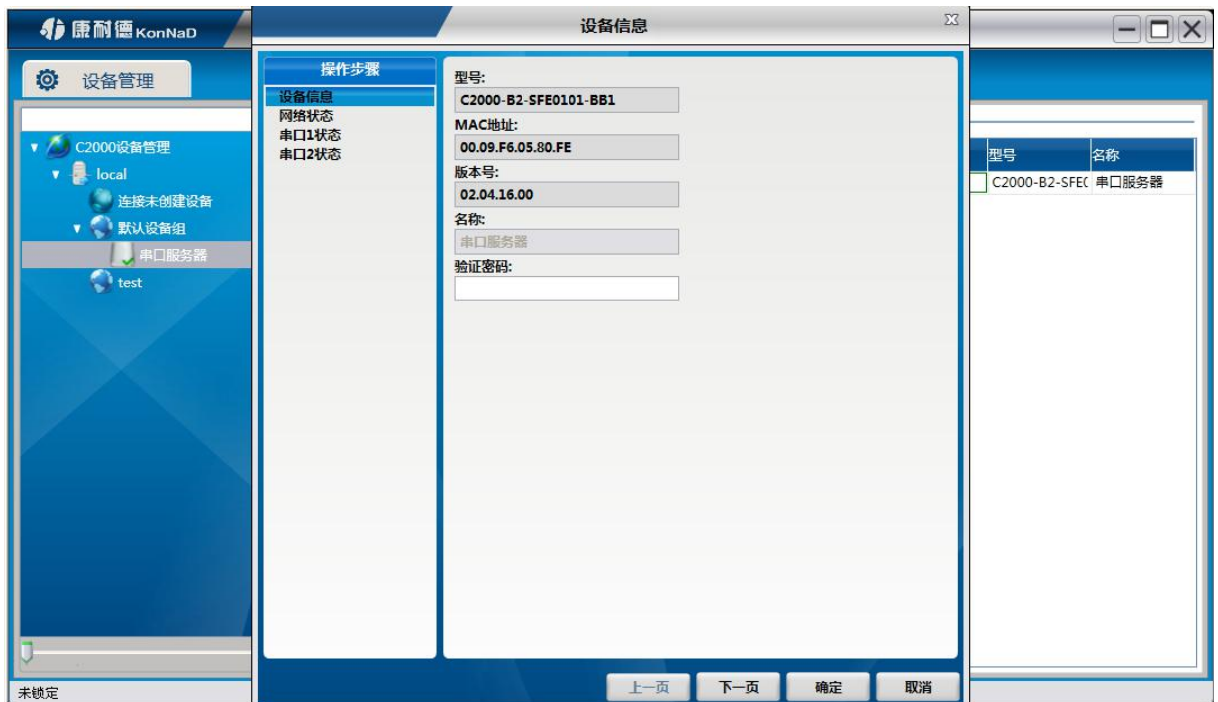 康耐德KonNaD
设备信息
设备管理
操作步骤
设备信息
网络状态
串口1状态
串口2状态
型号:
C2000-B2-SFE0101-BB1
MAC地址:
00.09.F6.05.80.FE
版本号:
02.04.16.00
名称:
串口服务器
验证密码:
C2000设备管理
local
连接未创建设备
默认设备组
串口服务器
test
型号 名称
C2000-B2-SFE( 串口服务器
上一页 下一页 确定 取消
未锁定